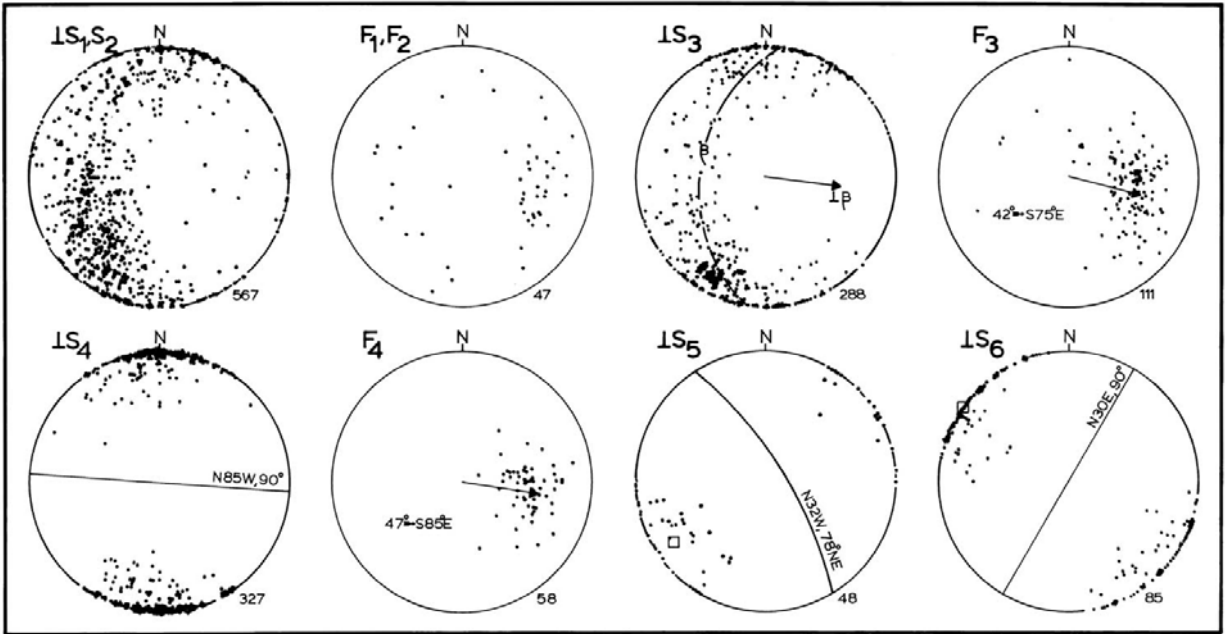 ⊥S₁,S₂
N
567
F₁,F₂
N
47
⊥S₃
N
β
⊥β
288
F₃
N
42°→S75°E
111
⊥S₄
N
N85W,90°
327
F₄
N
47°→S85°E
58
⊥S₅
N
N32W,78°NE
48
⊥S₆
N
N30E,90°
85